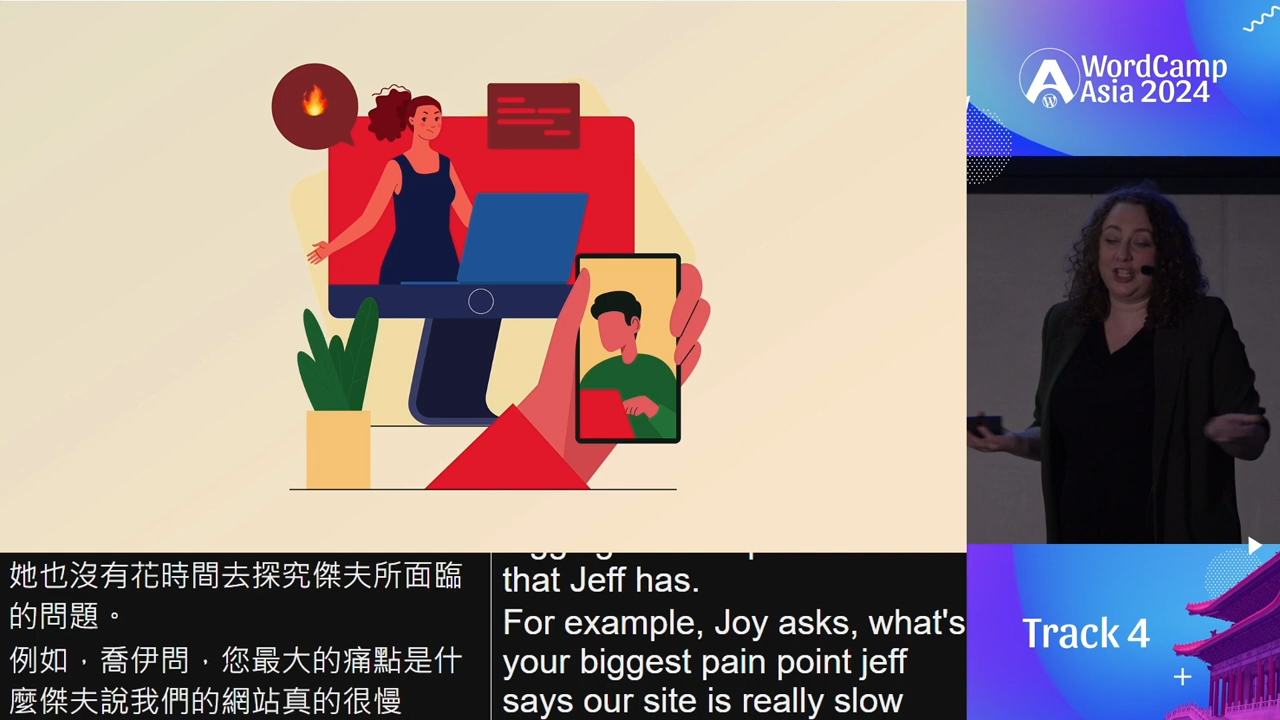 WordCamp
Asia 2024
她也沒有花時間去探究傑夫所面臨
的問題。
例如，喬伊問，您最大的痛點是什
麼傑夫說我們的網站真的很慢
that Jeff has.
For example, Joy asks, what's
your biggest pain point jeff
says our site is really slow
Track 4